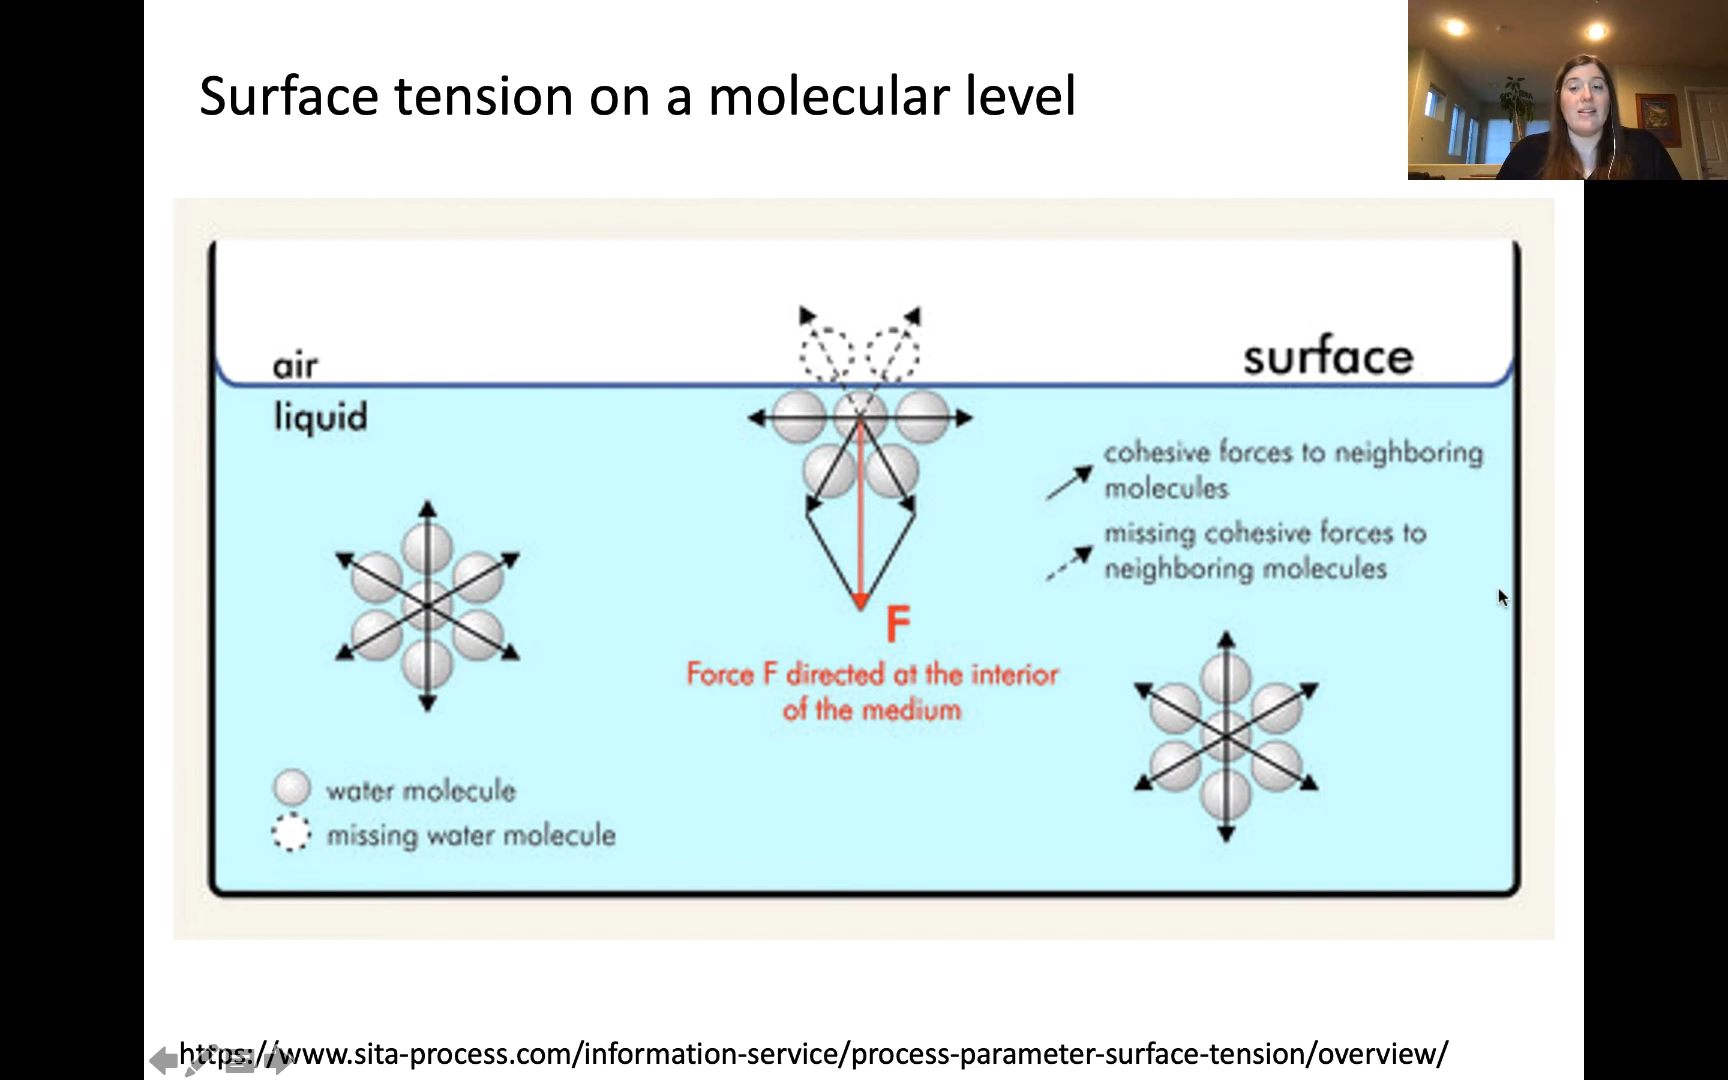 Surface tension on a molecular level
air
surface
liquid
cohesive forces to neighboring
molecules
missing cohesive forces to
neighboring molecules
F
Force F directed at the interior
of the medium
water molecule
missing water molecule
https://www.sita-process.com/information-service/process-parameter-surface-tension/overview/